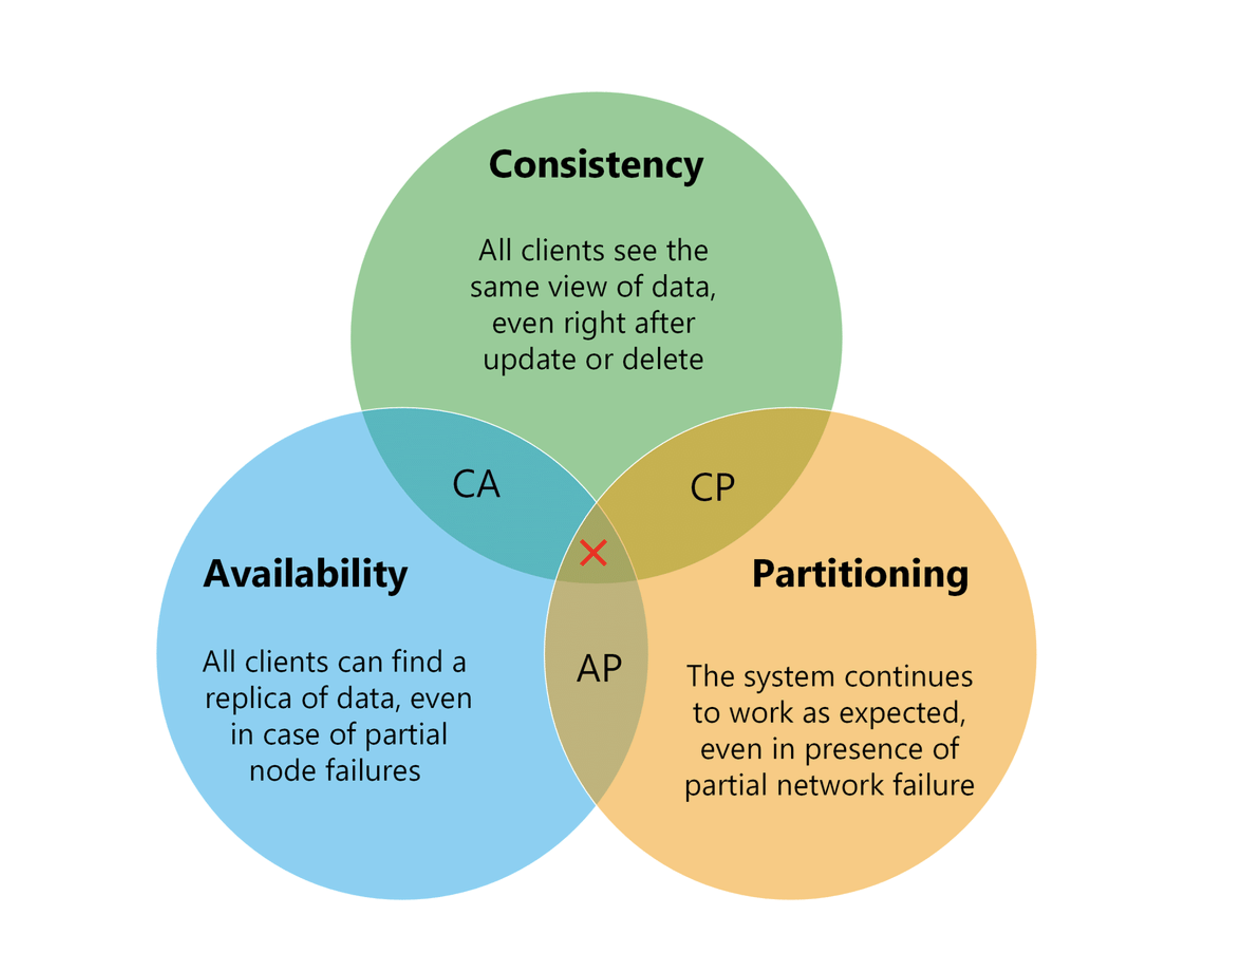 Consistency
All clients see the
same view of data,
even right after
update or delete
CA
CP
Availability
All clients can find a
replica of data, even
in case of partial
node failures
AP
Partitioning
The system continues
to work as expected,
even in presence of
partial network failure